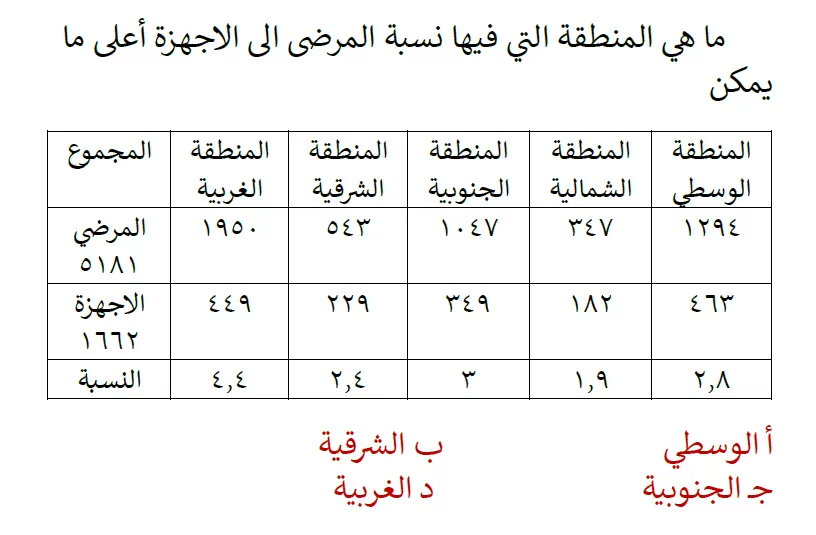 ما هي المنطقة التي فيها نسبة المرضى الى الاجهزة أعلى ما
يمكن
المنطقة المنطقة المنطقة المنطقة المنطقة المجموع
الوسطي الشمالية الجنوبية الشرقية الغربية
١٢٩٤ ٣٤٧ ١٠٤٧ ٥٤٣ ١٩٥٠ المرضي
٥١٨١
٤٦٣ ١٨٢ ٣٤٩ ٢٢٩ ٤٤٩ الاجهزة
١٦٦٢
٢,٨ ١,٩ ٣ ٢,٤ ٤,٤ النسبة
أ الوسطي ب الشرقية
جـ الجنوبية د الغربية